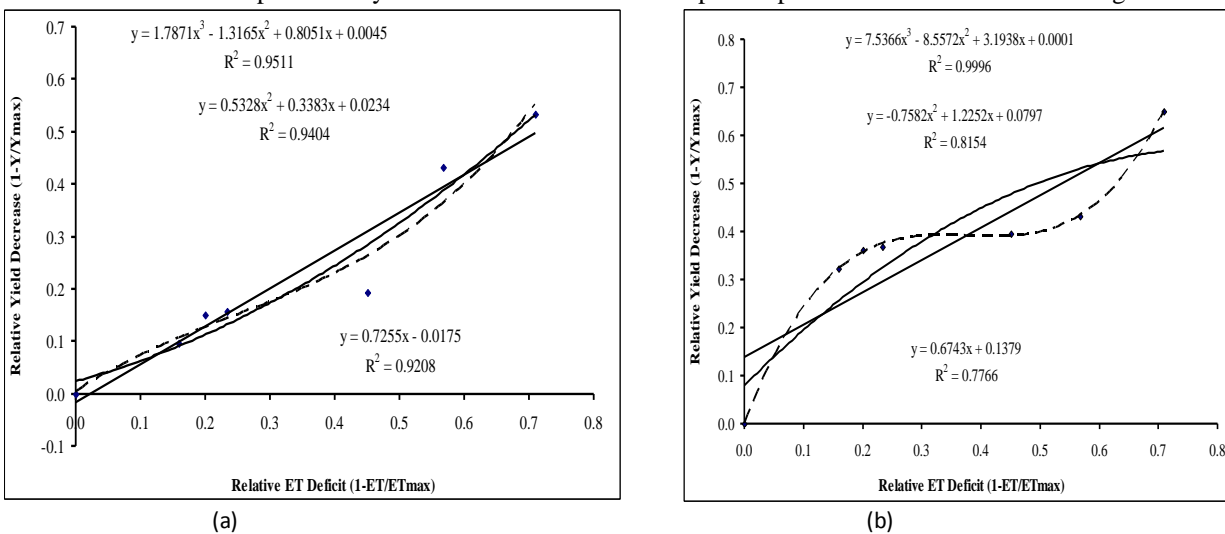 y = 1.7871x³ - 1.3165x² + 0.8051x + 0.0045
R² = 0.9511
y = 0.5328x² + 0.3383x + 0.0234
R² = 0.9404
y = 0.7255x - 0.0175
R² = 0.9208
0.7
0.6
0.5
0.4
0.3
0.2
0.1
0.0
-0.1
0.0 0.1 0.2 0.3 0.4 0.5 0.6 0.7 0.8
Relative Yield Decrease (1-Y/Ymax)
Relative ET Deficit (1-ET/ETmax)
(a)
y = 7.5366x³ - 8.5572x² + 3.1938x + 0.0001
R² = 0.9996
y = -0.7582x² + 1.2252x + 0.0797
R² = 0.8154
y = 0.6743x + 0.1379
R² = 0.7766
0.8
0.7
0.6
0.5
0.4
0.3
0.2
0.1
0.0
0.0 0.1 0.2 0.3 0.4 0.5 0.6 0.7 0.8
Relative Yield Decrease (1-Y/Ymax)
Relative ET Deficit (1-ET/ETmax)
(b)